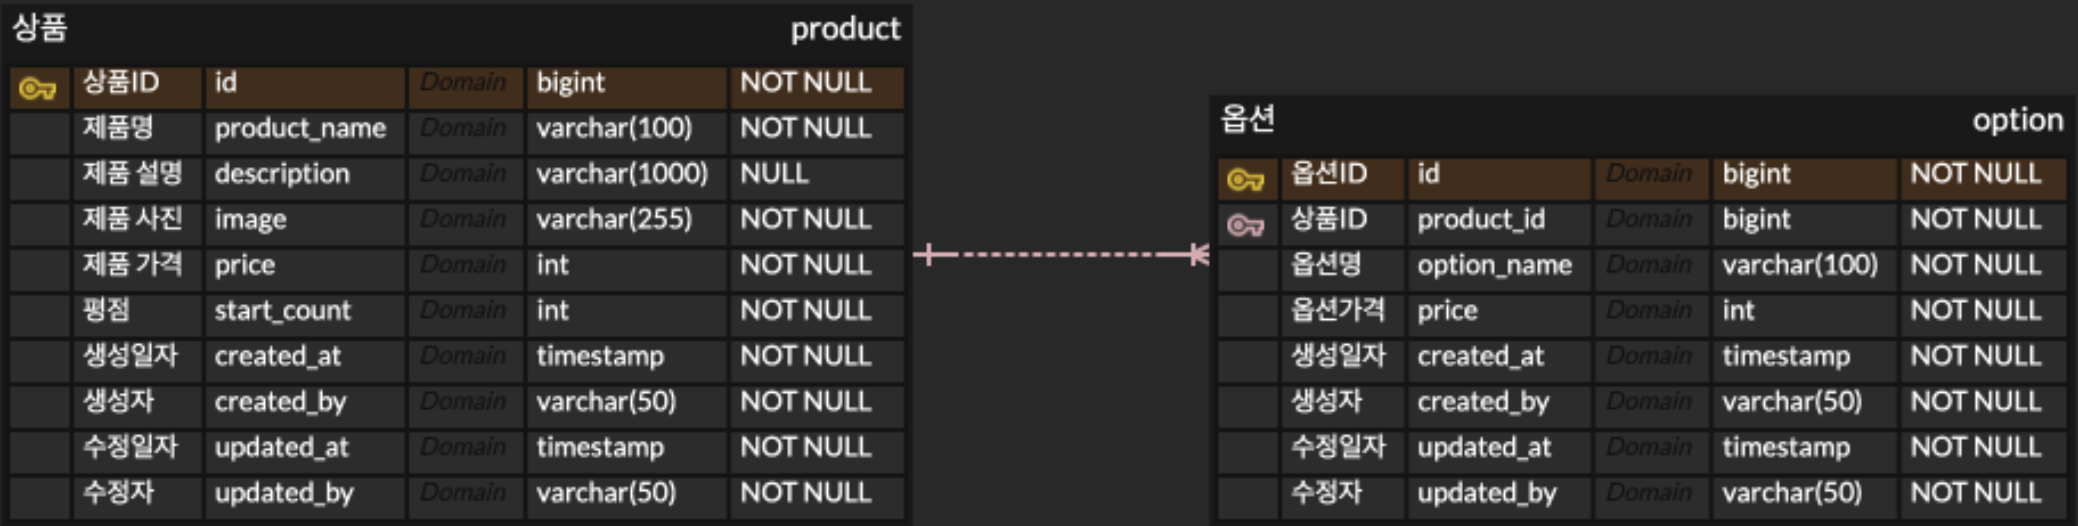 상품 product
상품ID id Domain bigint NOT NULL
제품명 product_name Domain varchar(100) NOT NULL
제품 설명 description Domain varchar(1000) NULL
제품 사진 image Domain varchar(255) NOT NULL
제품 가격 price Domain int NOT NULL
평점 start_count Domain int NOT NULL
생성일자 created_at Domain timestamp NOT NULL
생성자 created_by Domain varchar(50) NOT NULL
수정일자 updated_at Domain timestamp NOT NULL
수정자 updated_by Domain varchar(50) NOT NULL
옵션 option
옵션ID id Domain bigint NOT NULL
상품ID product_id Domain bigint NOT NULL
옵션명 option_name Domain varchar(100) NOT NULL
옵션가격 price Domain int NOT NULL
생성일자 created_at Domain timestamp NOT NULL
생성자 created_by Domain varchar(50) NOT NULL
수정일자 updated_at Domain timestamp NOT NULL
수정자 updated_by Domain varchar(50) NOT NULL